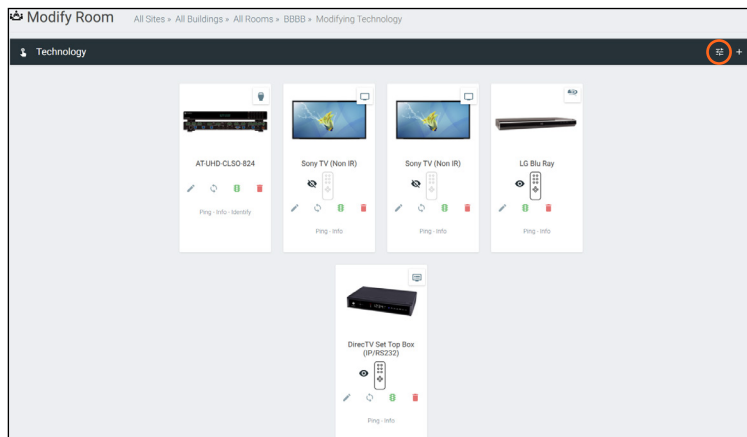 Modify Room
All Sites » All Buildings » All Rooms » BBBB » Modifying Technology
Technology
AT-UHD-CLSO-824
Ping - Info - Identify
Sony TV (Non IR)
Ping - Info
Sony TV (Non IR)
Ping - Info
LG Blu Ray
Ping - Info
DirecTV Set Top Box
(IP/RS232)
Ping - Info